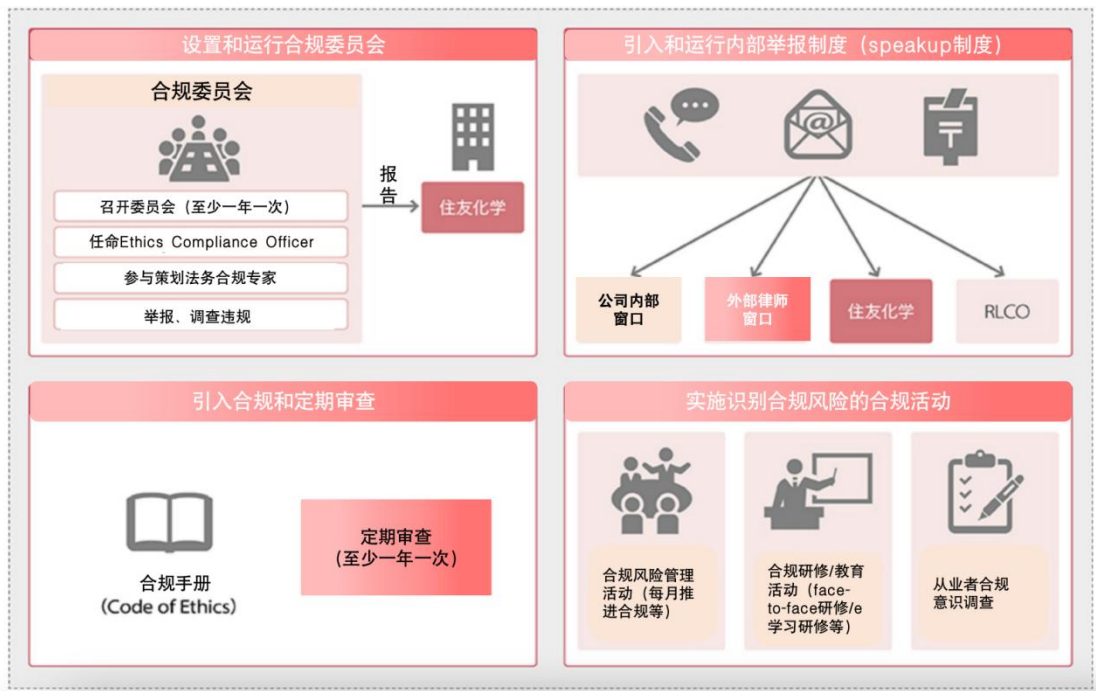 设置和运行合规委员会
合规委员会
召开委员会（至少一年一次）
任命Ethics Compliance Officer
参与策划法务合规专家
举报、调查违规
报
告
住友化学
引入和运行内部举报制度（speakup制度）
公司内部
窗口
外部律师
窗口
住友化学
RLCO
引入合规和定期审查
合规手册
(Code of Ethics)
定期审查
（至少一年一次）
实施识别合规风险的合规活动
合规风险管理
活动（每月推
进合规等）
合规研修/教育
活动（face-
to-face研修/e
学习研修等）
从业者合规
意识调查